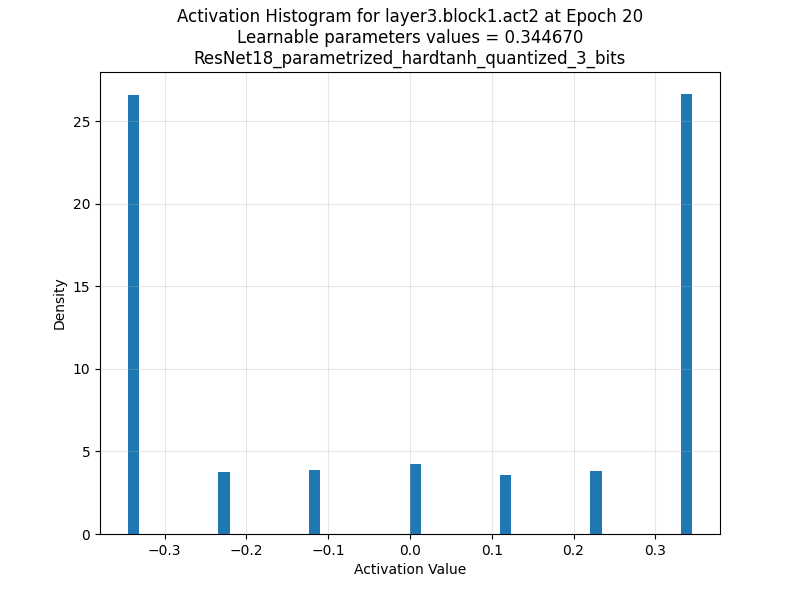 Activation Histogram for layer3.block1.act2 at Epoch 20
Learnable parameters values = 0.344670
ResNet18_parametrized_hardtanh_quantized_3_bits
Density
25
20
15
10
5
0
−0.3 −0.2 −0.1 0.0 0.1 0.2 0.3
Activation Value